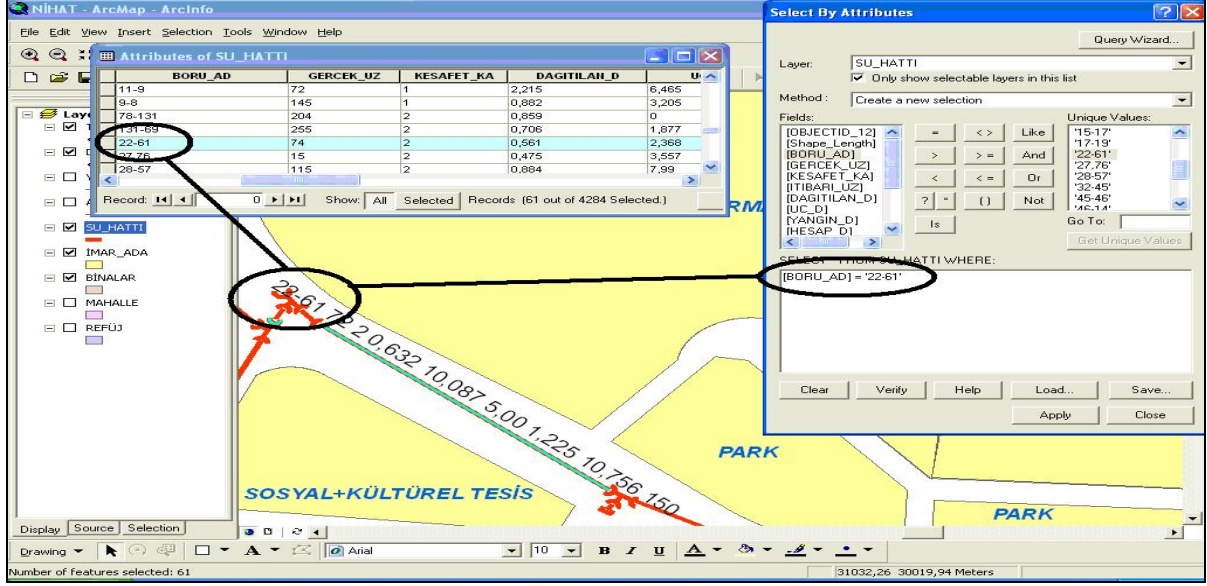 NİHAT - ArcMap - ArcInfo
File Edit View Insert Selection Tools Window Help
Attributes of SU_HATTI
BORU_AD GERCEK_UZ KESAFET_KA DAGITILAN_D
11-9 72 1 2,215 6,465
9-8 145 1 0,882 3,205
78-131 204 2 0,859 0
131-69 255 2 0,706 1,877
22-61 74 2 0,561 2,368
27,76 15 2 0,475 3,557
28-57 115 2 0,884 7,99
Record: 0 Show: All Selected Records (61 out of 4284 Selected.)
SU_HATTI
İMAR_ADA
BİNALAR
MAHALLE
REFÜJ
Display Source Selection
22-61 72 2 0,632 10,087 5,00 1,225 10,756 150
SOSYAL+KÜLTÜREL TESİS
PARK
PARK
Select By Attributes
Query Wizard...
Layer: SU_HATTI
Only show selectable layers in this list
Method : Create a new selection
Fields: Unique Values:
[OBJECTID_12]
[Shape_Length]
[BORU_AD]
[GERCEK_UZ]
[KESAFET_KA]
[ITIBARI_UZ]
[DAGITILAN_D]
[UC_D]
[YANGIN_D]
[HESAP_D]
= < > Like
> > = And
< < = Or
? * ( ) Not
Is
'15-17'
'17-19'
'22-61'
'27,76'
'28-57'
'32-45'
'45-46'
'46-14'
Go To:
Get Unique Values
SELECT * FROM SU_HATTI WHERE:
[BORU_AD] = '22-61'
Clear Verify Help Load... Save...
Apply Close
Drawing A Arial 10 B I U A
Number of features selected: 61
31032,26 30019,94 Meters